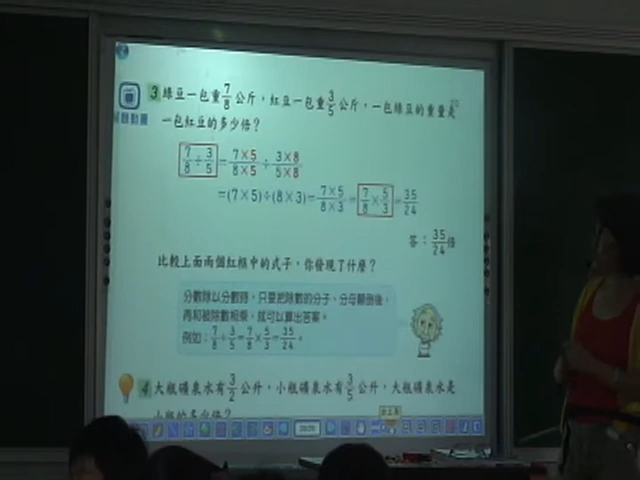 3 綠豆一包重7/8公斤，紅豆一包重3/5公斤，一包綠豆的重量是
一包紅豆的多少倍？
7/8÷3/5=7×5/8×5÷3×8/5×8
=(7×5)÷(8×3)=7×5/8×3=7/8×5/3=35/24
答：35/24倍
比較上面兩個紅框中的式子，你發現了什麼？
分數除以分數時，只要把除數的分子、分母顛倒後，
再和被除數相乘，就可以算出答案。
例如：7/8÷3/5=7/8×5/3=35/24。
4 大瓶礦泉水有3/2公升，小瓶礦泉水有3/5公升，大瓶礦泉水是
小瓶的多少倍？